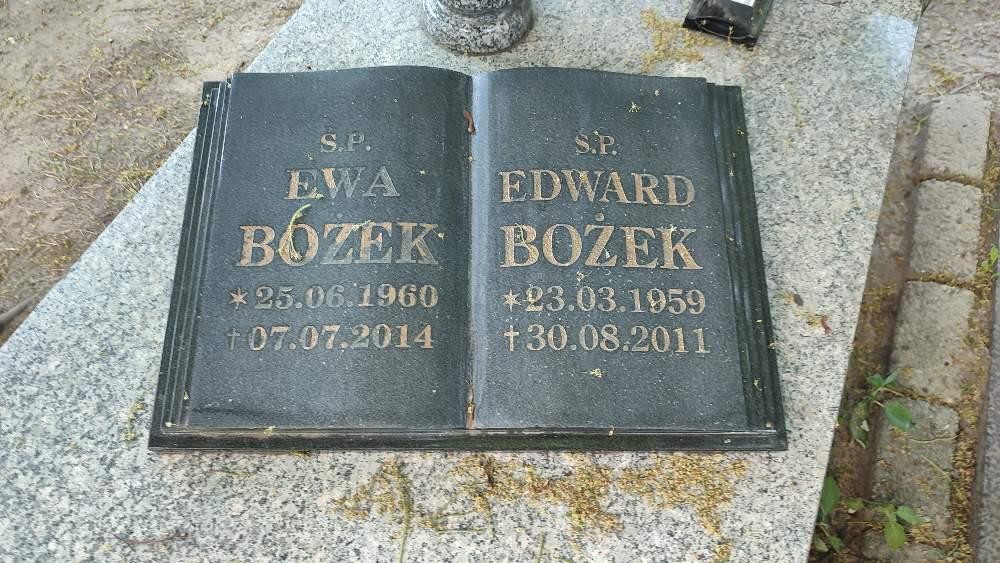 S.P.
EWA
BOŻEK
*25.06.1960
†07.07.2014
S.P.
EDWARD
BOŻEK
*23.03.1959
†30.08.2011